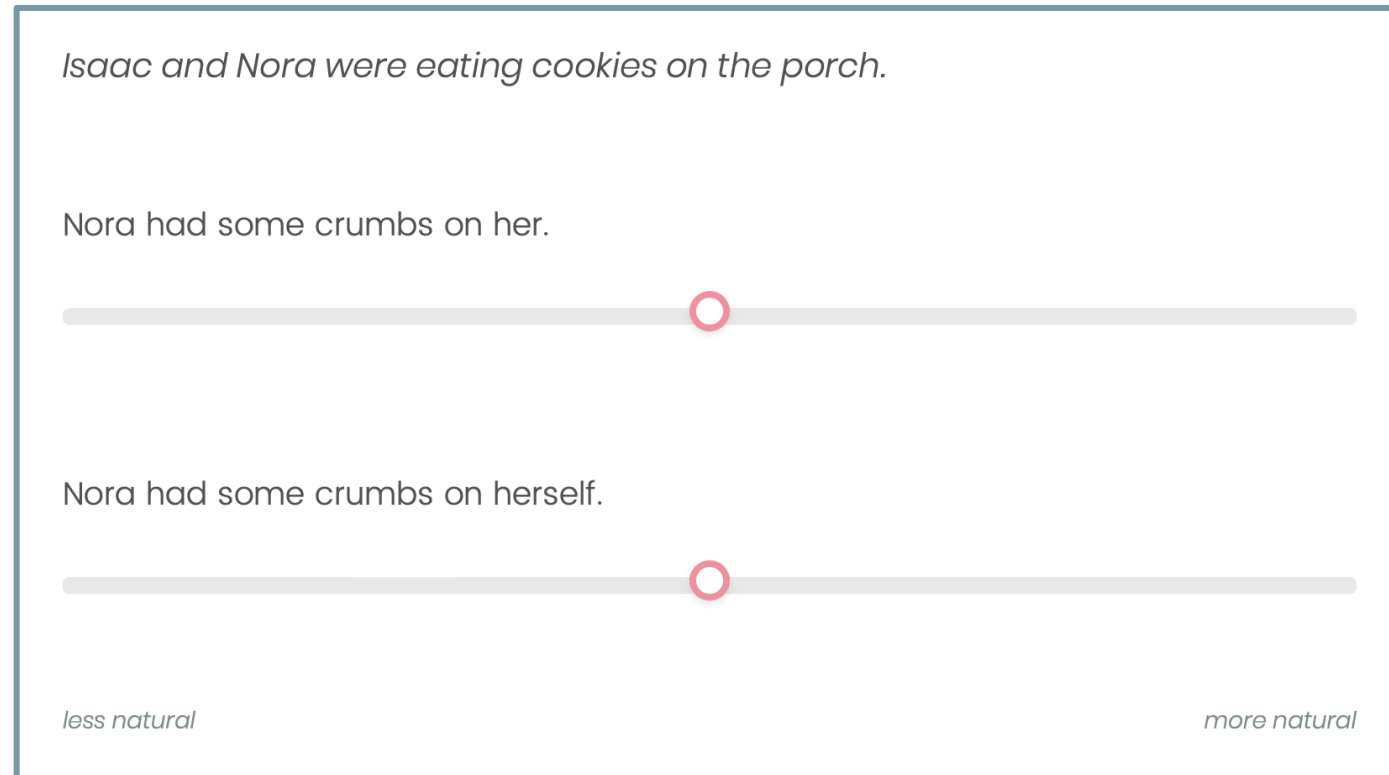 Isaac and Nora were eating cookies on the porch.
Nora had some crumbs on her.
Nora had some crumbs on herself.
less natural
more natural